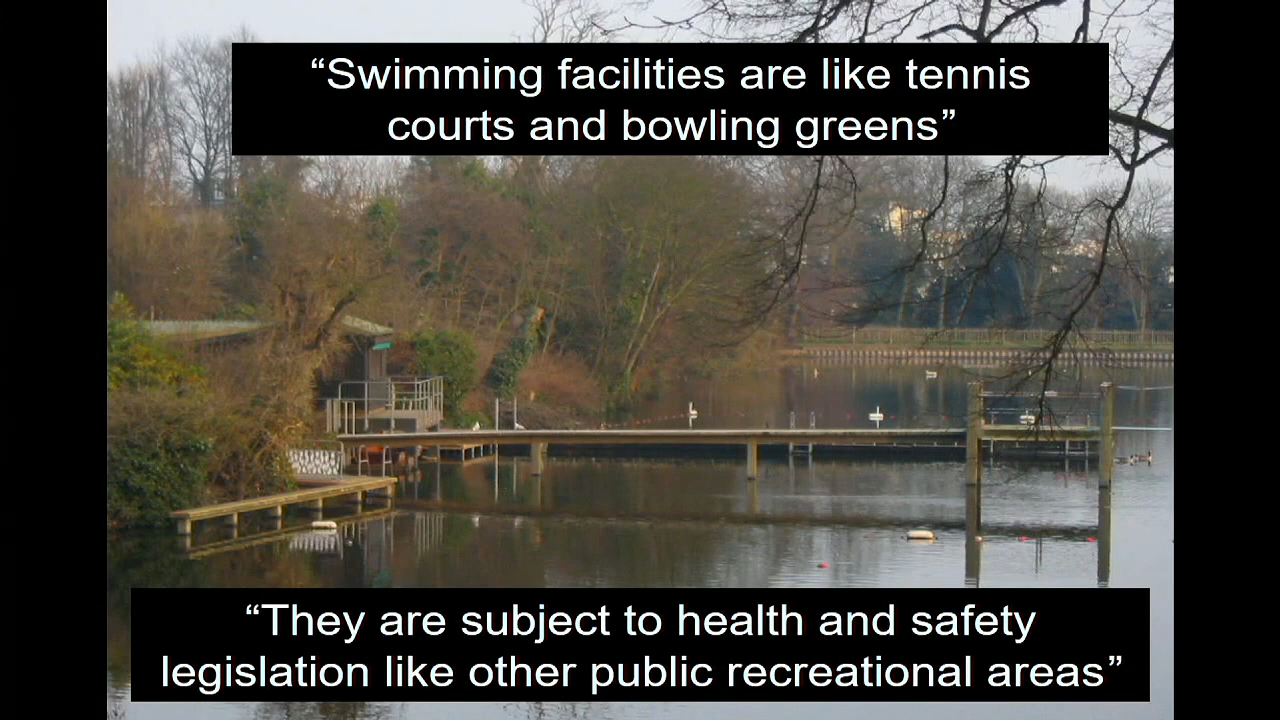 “Swimming facilities are like tennis
courts and bowling greens”
“They are subject to health and safety
legislation like other public recreational areas”